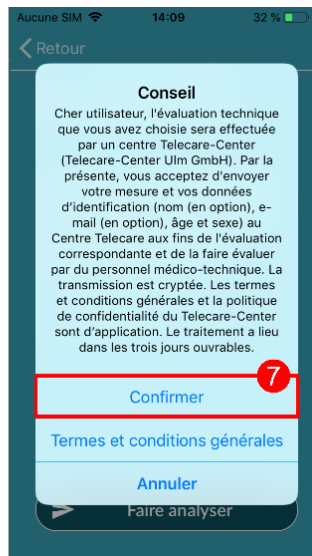 Aucune SIM 14:09 32 %
Retour
Conseil
Cher utilisateur, l'évaluation technique
que vous avez choisie sera effectuée
par un centre Telecare-Center
(Telecare-Center Ulm GmbH). Par la
présente, vous acceptez d'envoyer
votre mesure et vos données
d'identification (nom (en option), e-
mail (en option), âge et sexe) au
Centre Telecare aux fins de l'évaluation
correspondante et de la faire évaluer
par du personnel médico-technique. La
transmission est cryptée. Les termes
et conditions générales et la politique
de confidentialité du Telecare-Center
sont d'application. Le traitement a lieu
dans les trois jours ouvrables.
7
Confirmer
Termes et conditions générales
Annuler
Faire analyser